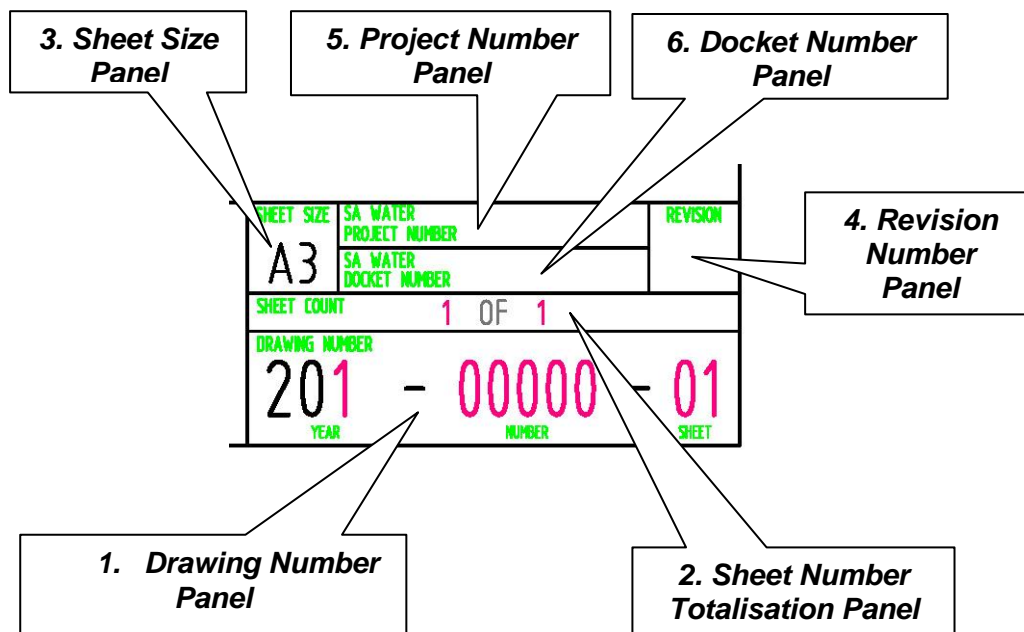 3. Sheet Size
Panel
5. Project Number
Panel
6. Docket Number
Panel
4. Revision
Number
Panel
SHEET SIZE
A3
SA WATER
PROJECT NUMBER
SA WATER
DOCKET NUMBER
REVISION
SHEET COUNT
1 OF 1
DRAWING NUMBER
201 - 00000 - 01
YEAR NUMBER SHEET
1. Drawing Number
Panel
2. Sheet Number
Totalisation Panel